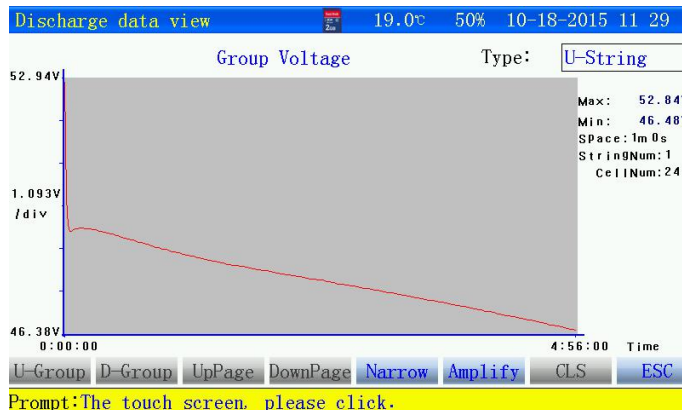 Discharge data view 19.0℃ 50% 10-18-2015 11 29
Group Voltage Type: U-String
52.94V
Max: 52.84
Min: 46.48
SPace:1m 0s
StringNum:1
CellNum:24
1.093V
/div
46.38V
0:00:00 4:56:00 Time
U-Group D-Group UpPage DownPage Narrow Amplify CLS ESC
Prompt:The touch screen, please click.